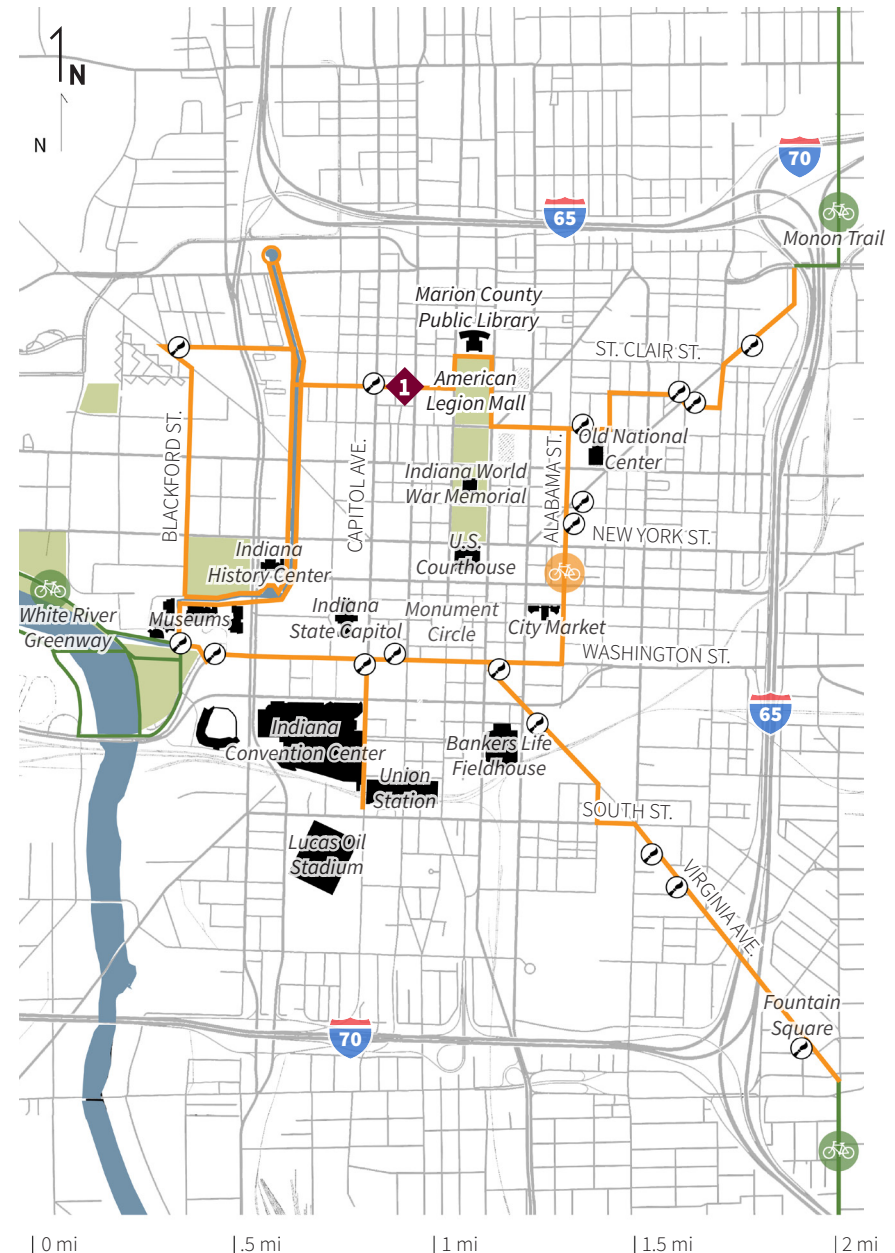 N
N
70
65
Monon Trail
Marion County
Public Library
ST. CLAIR ST.
1
American
Legion Mall
BLACKFORD ST.
CAPITOL AVE.
ALABAMA ST.
Old National
Center
Indiana World
War Memorial
NEW YORK ST.
Indiana
History Center
U.S.
Courthouse
White River
Greenway
Museums
Indiana
State Capitol
Monument
Circle
City Market
WASHINGTON ST.
65
Indiana
Convention Center
Bankers Life
Fieldhouse
Union
Station
SOUTH ST.
Lucas Oil
Stadium
VIRGINIA AVE.
Fountain
Square
70
0 mi
.5 mi
1 mi
1.5 mi
2 mi